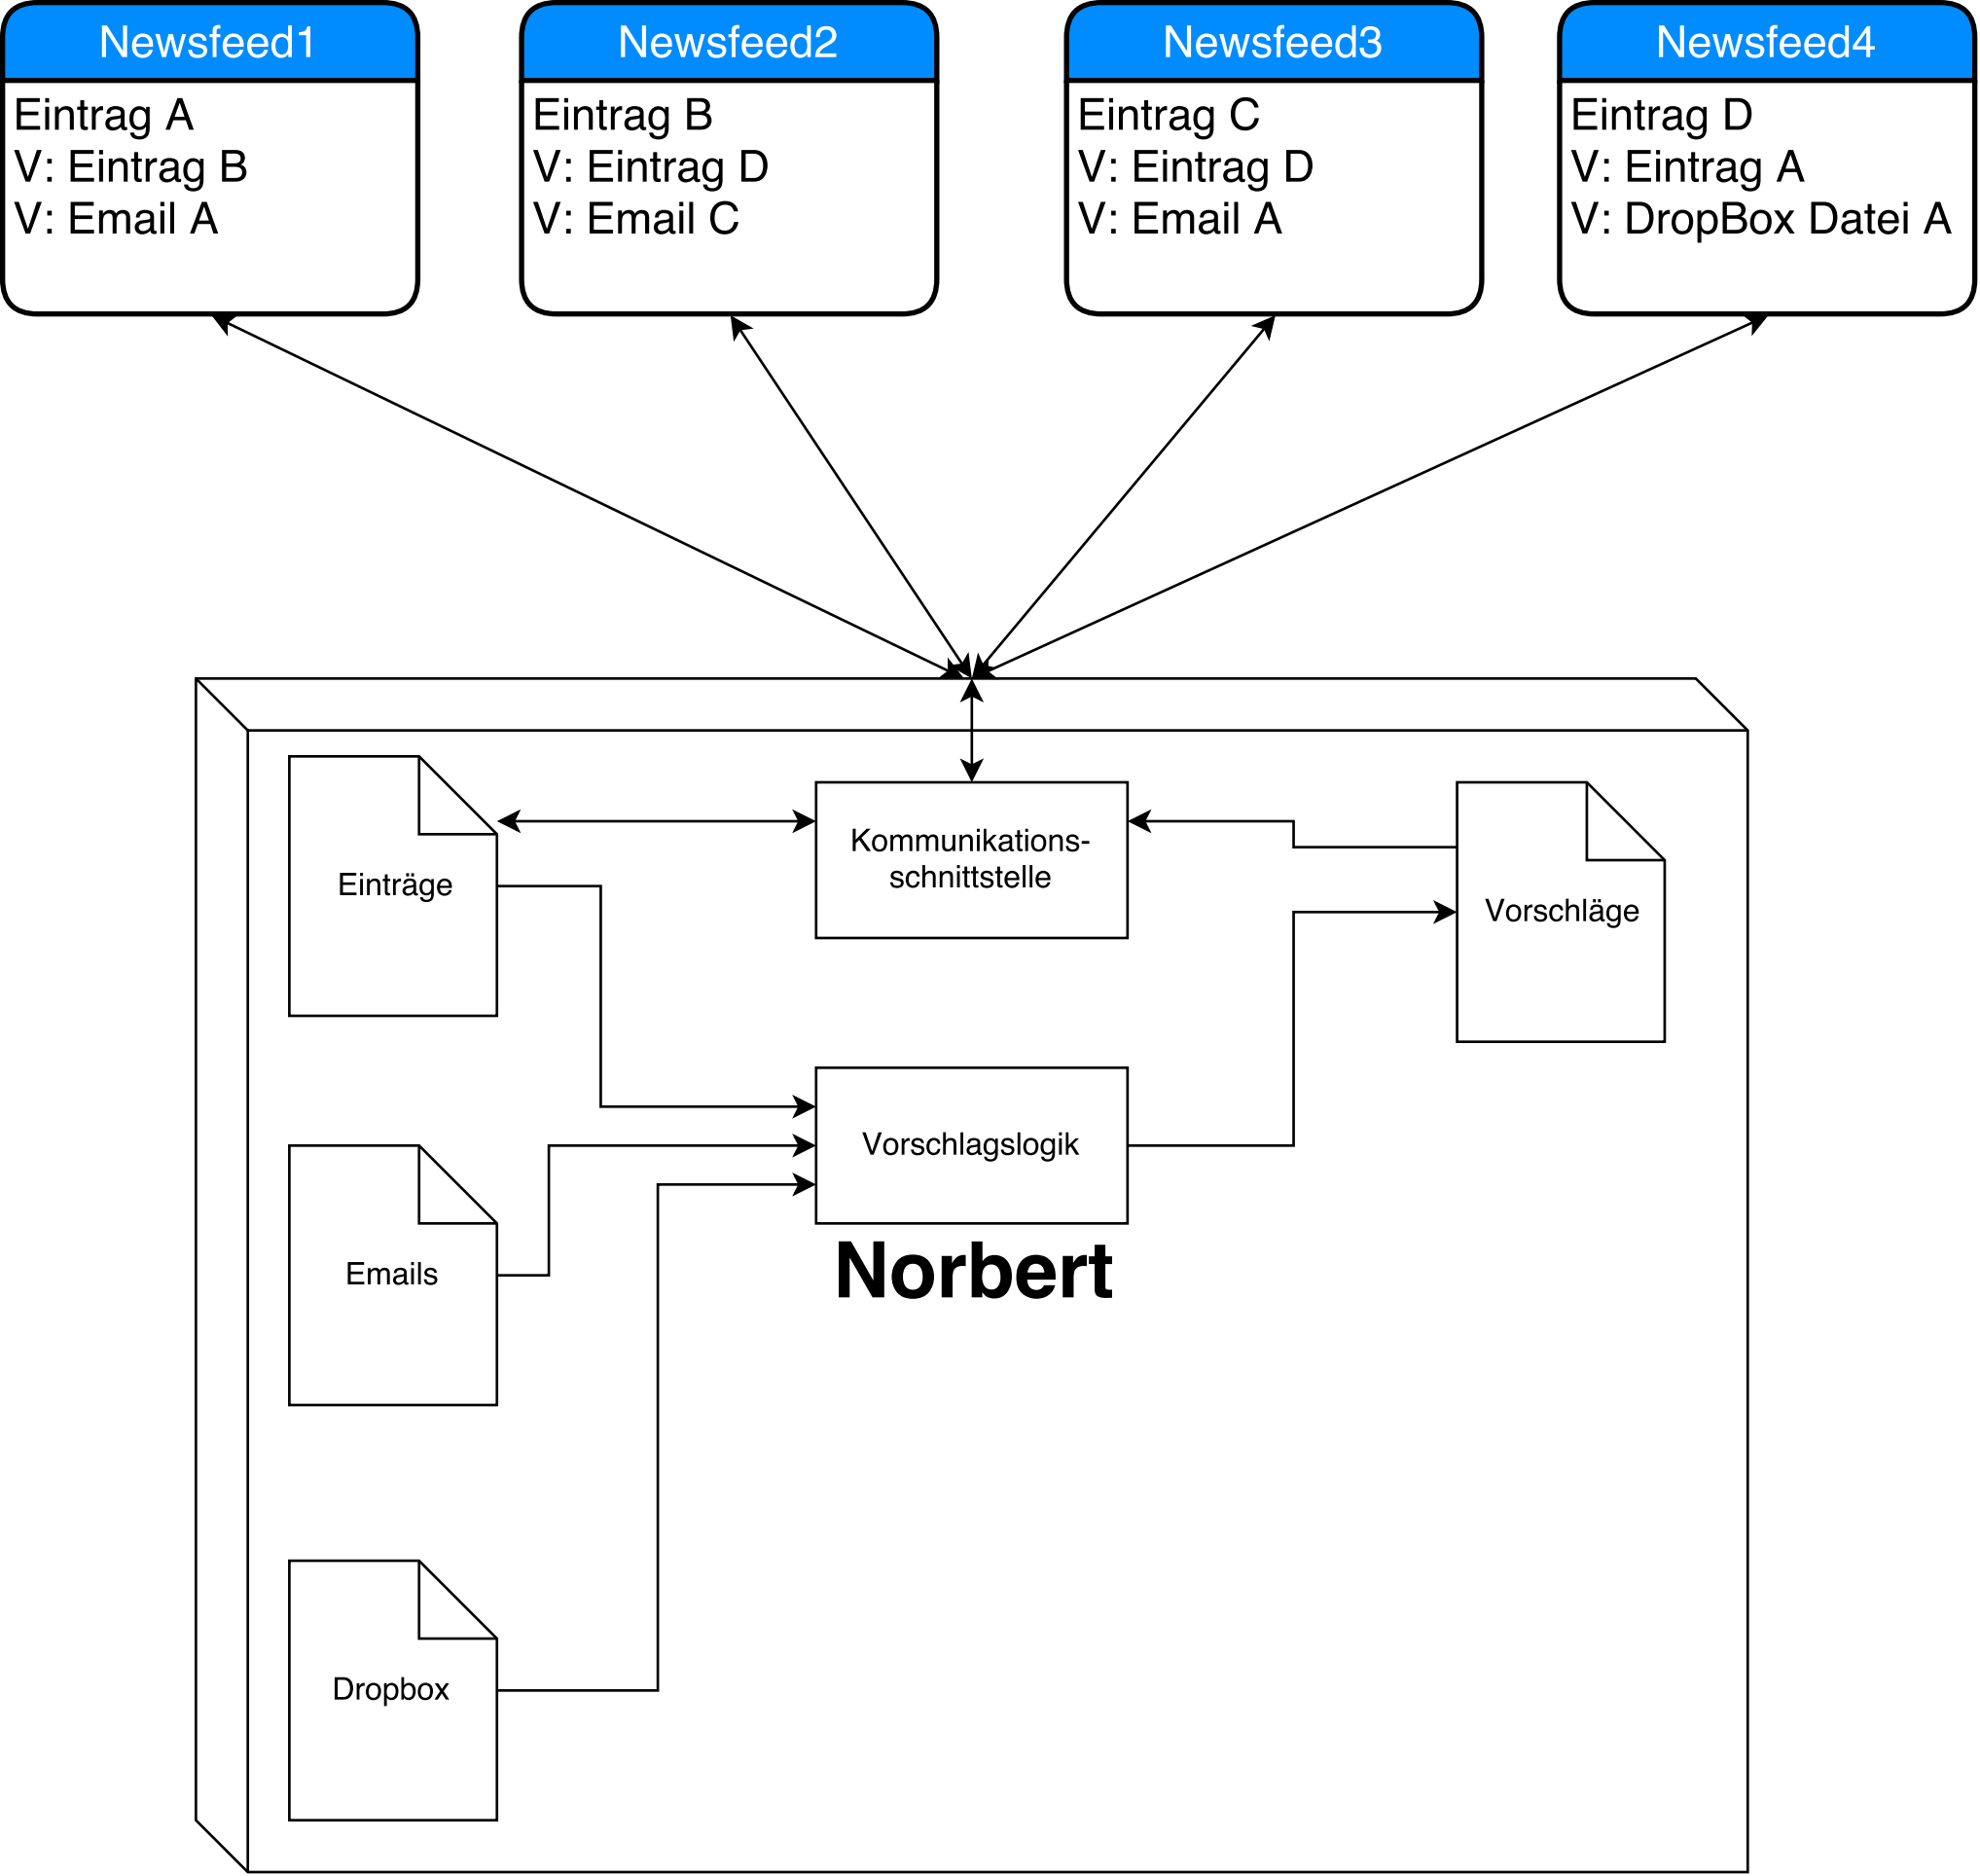 Newsfeed1
Eintrag A
V: Eintrag B
V: Email A
Newsfeed2
Eintrag B
V: Eintrag D
V: Email C
Newsfeed3
Eintrag C
V: Eintrag D
V: Email A
Newsfeed4
Eintrag D
V: Eintrag A
V: DropBox Datei A
Einträge
Kommunikations-
schnittstelle
Vorschläge
Vorschlagslogik
Norbert
Emails
Dropbox